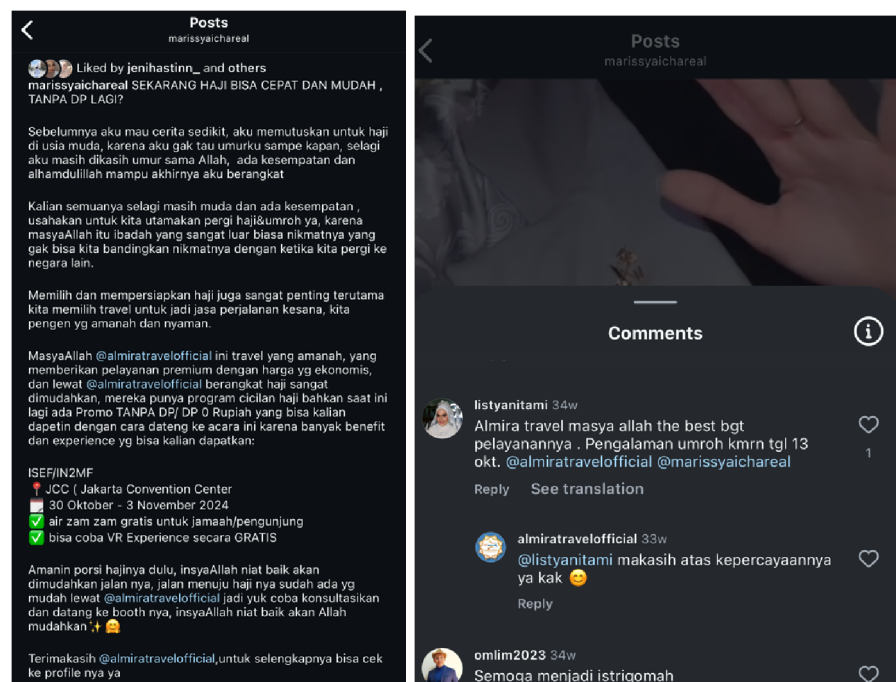 Posts
marissyaichareal
Liked by jenihastinn_ and others
marissyaichareal SEKARANG HAJI BISA CEPAT DAN MUDAH ,
TANPA DP LAGI?
Sebelumnya aku mau cerita sedikit, aku memutuskan untuk haji
di usia muda, karena aku gak tau umurku sampe kapan, selagi
aku masih dikasih umur sama Allah, ada kesempatan dan
alhamdulillah mampu akhirnya aku berangkat
Kalian semuanya selagi masih muda dan ada kesempatan ,
usahakan untuk kita utamakan pergi haji&umroh ya, karena
masyaAllah itu ibadah yang sangat luar biasa nikmatnya yang
gak bisa kita bandingkan nikmatnya dengan ketika kita pergi ke
negara lain.
Memilih dan mempersiapkan haji juga sangat penting terutama
kita memilih travel untuk jadi jasa perjalanan kesana, kita
pengen yg amanah dan nyaman.
MasyaAllah @almiratravelofficial ini travel yang amanah, yang
memberikan pelayanan premium dengan harga yg ekonomis,
dan lewat @almiratravelofficial berangkat haji sangat
dimudahkan, mereka punya program cicilan haji bahkan saat ini
lagi ada Promo TANPA DP/ DP 0 Rupiah yang bisa kalian
dapetin dengan cara dateng ke acara ini karena banyak benefit
dan experience yg bisa kalian dapatkan:
ISEF/IN2MF
📍 JCC ( Jakarta Convention Center
🗓️ 30 Oktober - 3 November 2024
✅ air zam zam gratis untuk jamaah/pengunjung
✅ bisa coba VR Experience secara GRATIS
Amanin porsi hajinya dulu, insyaAllah niat baik akan
dimudahkan jalan nya, jalan menuju haji nya sudah ada yg
mudah lewat @almiratravelofficial jadi yuk coba konsultasikan
dan datang ke booth nya, insyaAllah niat baik akan Allah
mudahkan ✨ 🤗
Terimakasih @almiratravelofficial,untuk selengkapnya bisa cek
ke profile nya ya
Posts
marissyaichareal
Comments
listyanitami 34w
Almira travel masya allah the best bgt
pelayanannya . Pengalaman umroh kmrn tgl 13
okt. @almiratravelofficial @marissyaichareal
1
Reply See translation
almiratravelofficial 33w
@listyanitami makasih atas kepercayaannya
ya kak 😊
Reply
omlim2023 34w
Semoga menjadi istriqomah